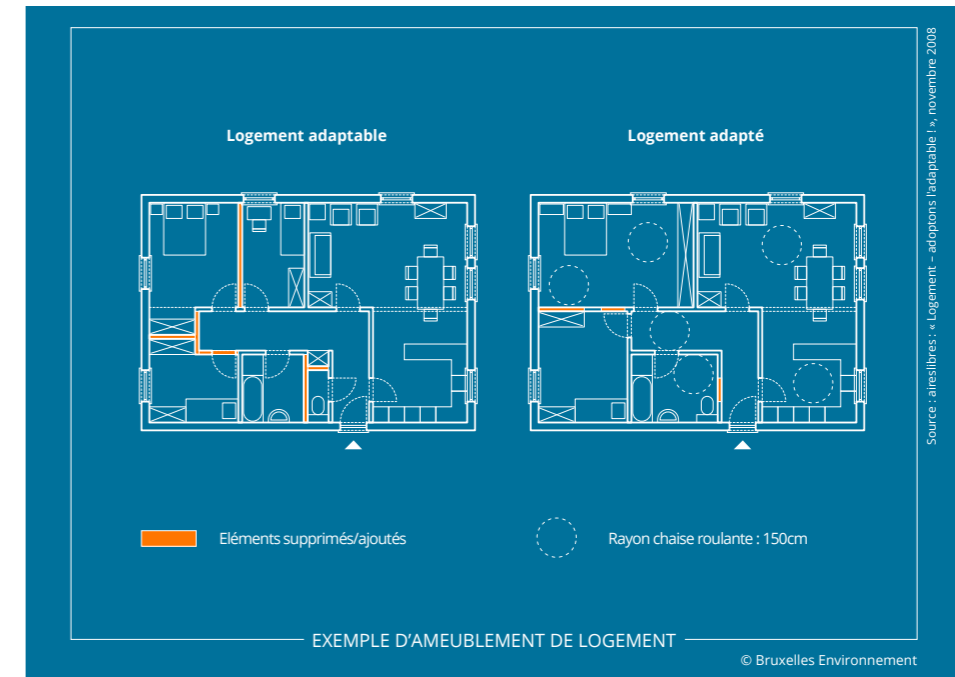 Logement adaptable
Logement adapté
Eléments supprimés/ajoutés
Rayon chaise roulante : 150cm
EXEMPLE D'AMEUBLEMENT DE LOGEMENT
© Bruxelles Environnement
Source : aireslibres : « Logement – adoptons l'adaptable ! », novembre 2008